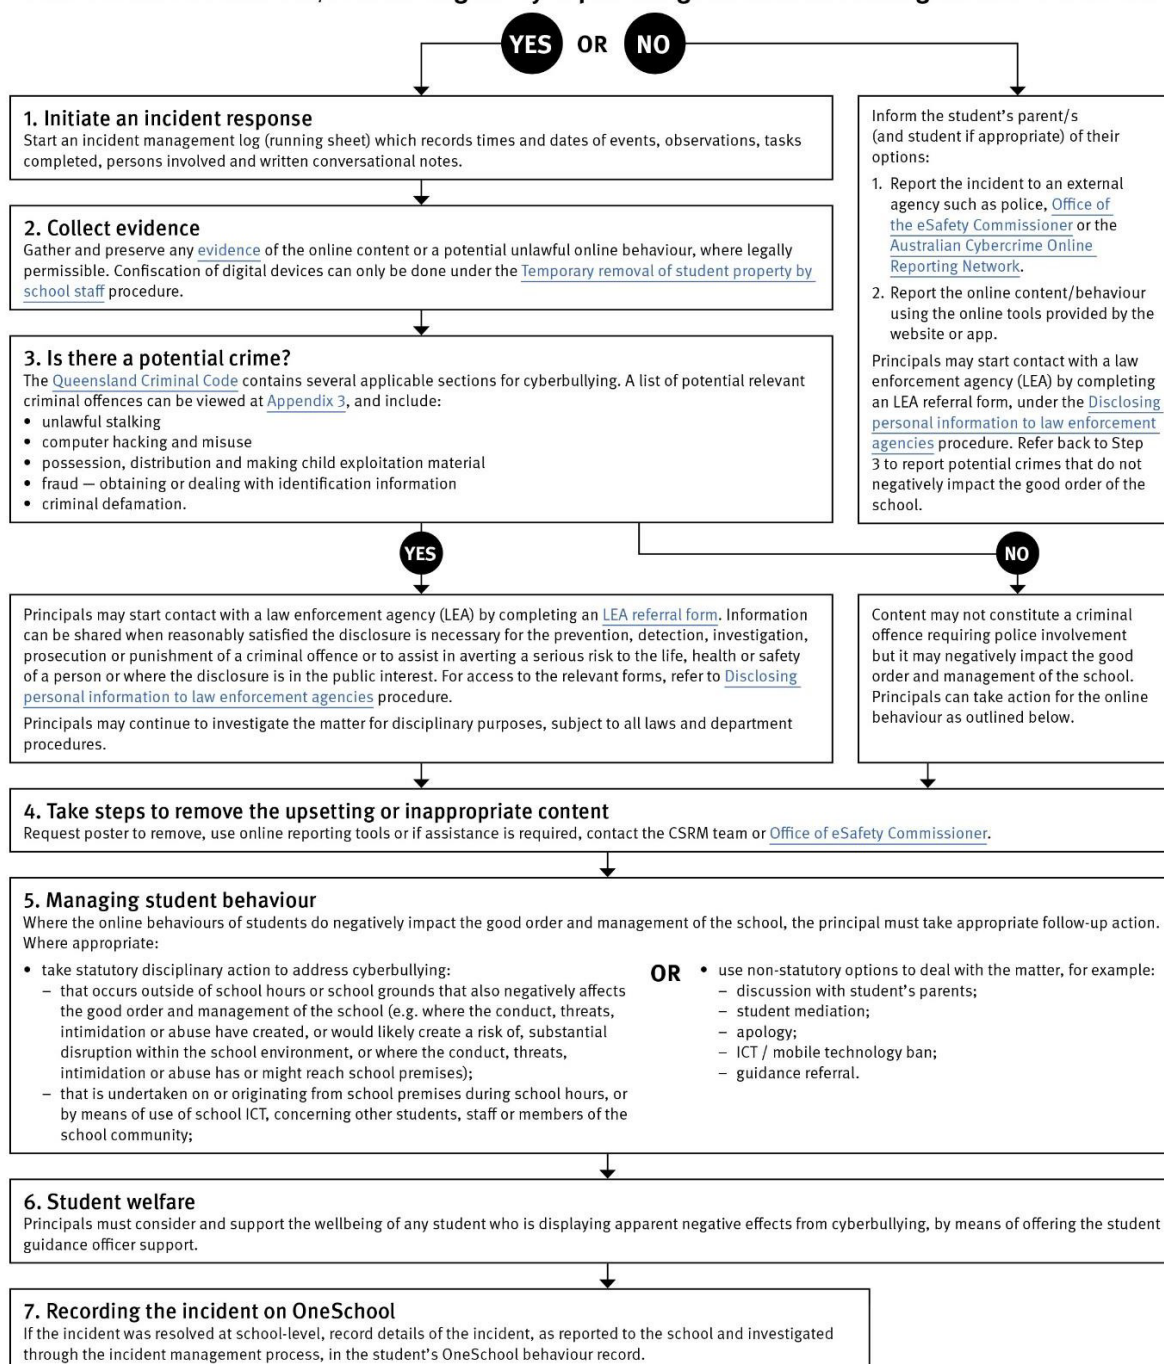 YES OR NO
1. Initiate an incident response
Start an incident management log (running sheet) which records times and dates of events, observations, tasks
completed, persons involved and written conversational notes.
2. Collect evidence
Gather and preserve any evidence of the online content or a potential unlawful online behaviour, where legally
permissible. Confiscation of digital devices can only be done under the Temporary removal of student property by
school staff procedure.
3. Is there a potential crime?
The Queensland Criminal Code contains several applicable sections for cyberbullying. A list of potential relevant
criminal offences can be viewed at Appendix 3, and include:
• unlawful stalking
• computer hacking and misuse
• possession, distribution and making child exploitation material
• fraud — obtaining or dealing with identification information
• criminal defamation.
Inform the student's parent/s
(and student if appropriate) of their
options:
1. Report the incident to an external
agency such as police, Office of
the eSafety Commissioner or the
Australian Cybercrime Online
Reporting Network.
2. Report the online content/behaviour
using the online tools provided by the
website or app.
Principals may start contact with a law
enforcement agency (LEA) by completing
an LEA referral form, under the Disclosing
personal information to law enforcement
agencies procedure. Refer back to Step
3 to report potential crimes that do not
negatively impact the good order of the
school.
YES
NO
Principals may start contact with a law enforcement agency (LEA) by completing an LEA referral form. Information
can be shared when reasonably satisfied the disclosure is necessary for the prevention, detection, investigation,
prosecution or punishment of a criminal offence or to assist in averting a serious risk to the life, health or safety
of a person or where the disclosure is in the public interest. For access to the relevant forms, refer to Disclosing
personal information to law enforcement agencies procedure.
Principals may continue to investigate the matter for disciplinary purposes, subject to all laws and department
procedures.
Content may not constitute a criminal
offence requiring police involvement
but it may negatively impact the good
order and management of the school.
Principals can take action for the online
behaviour as outlined below.
4. Take steps to remove the upsetting or inappropriate content
Request poster to remove, use online reporting tools or if assistance is required, contact the CSRM team or Office of eSafety Commissioner.
5. Managing student behaviour
Where the online behaviours of students do negatively impact the good order and management of the school, the principal must take appropriate follow-up action.
Where appropriate:
• take statutory disciplinary action to address cyberbullying:
– that occurs outside of school hours or school grounds that also negatively affects
the good order and management of the school (e.g. where the conduct, threats,
intimidation or abuse have created, or would likely create a risk of, substantial
disruption within the school environment, or where the conduct, threats,
intimidation or abuse has or might reach school premises);
– that is undertaken on or originating from school premises during school hours, or
by means of use of school ICT, concerning other students, staff or members of the
school community;
OR
• use non-statutory options to deal with the matter, for example:
– discussion with student's parents;
– student mediation;
– apology;
– ICT / mobile technology ban;
– guidance referral.
6. Student welfare
Principals must consider and support the wellbeing of any student who is displaying apparent negative effects from cyberbullying, by means of offering the student
guidance officer support.
7. Recording the incident on OneSchool
If the incident was resolved at school-level, record details of the incident, as reported to the school and investigated
through the incident management process, in the student's OneSchool behaviour record.